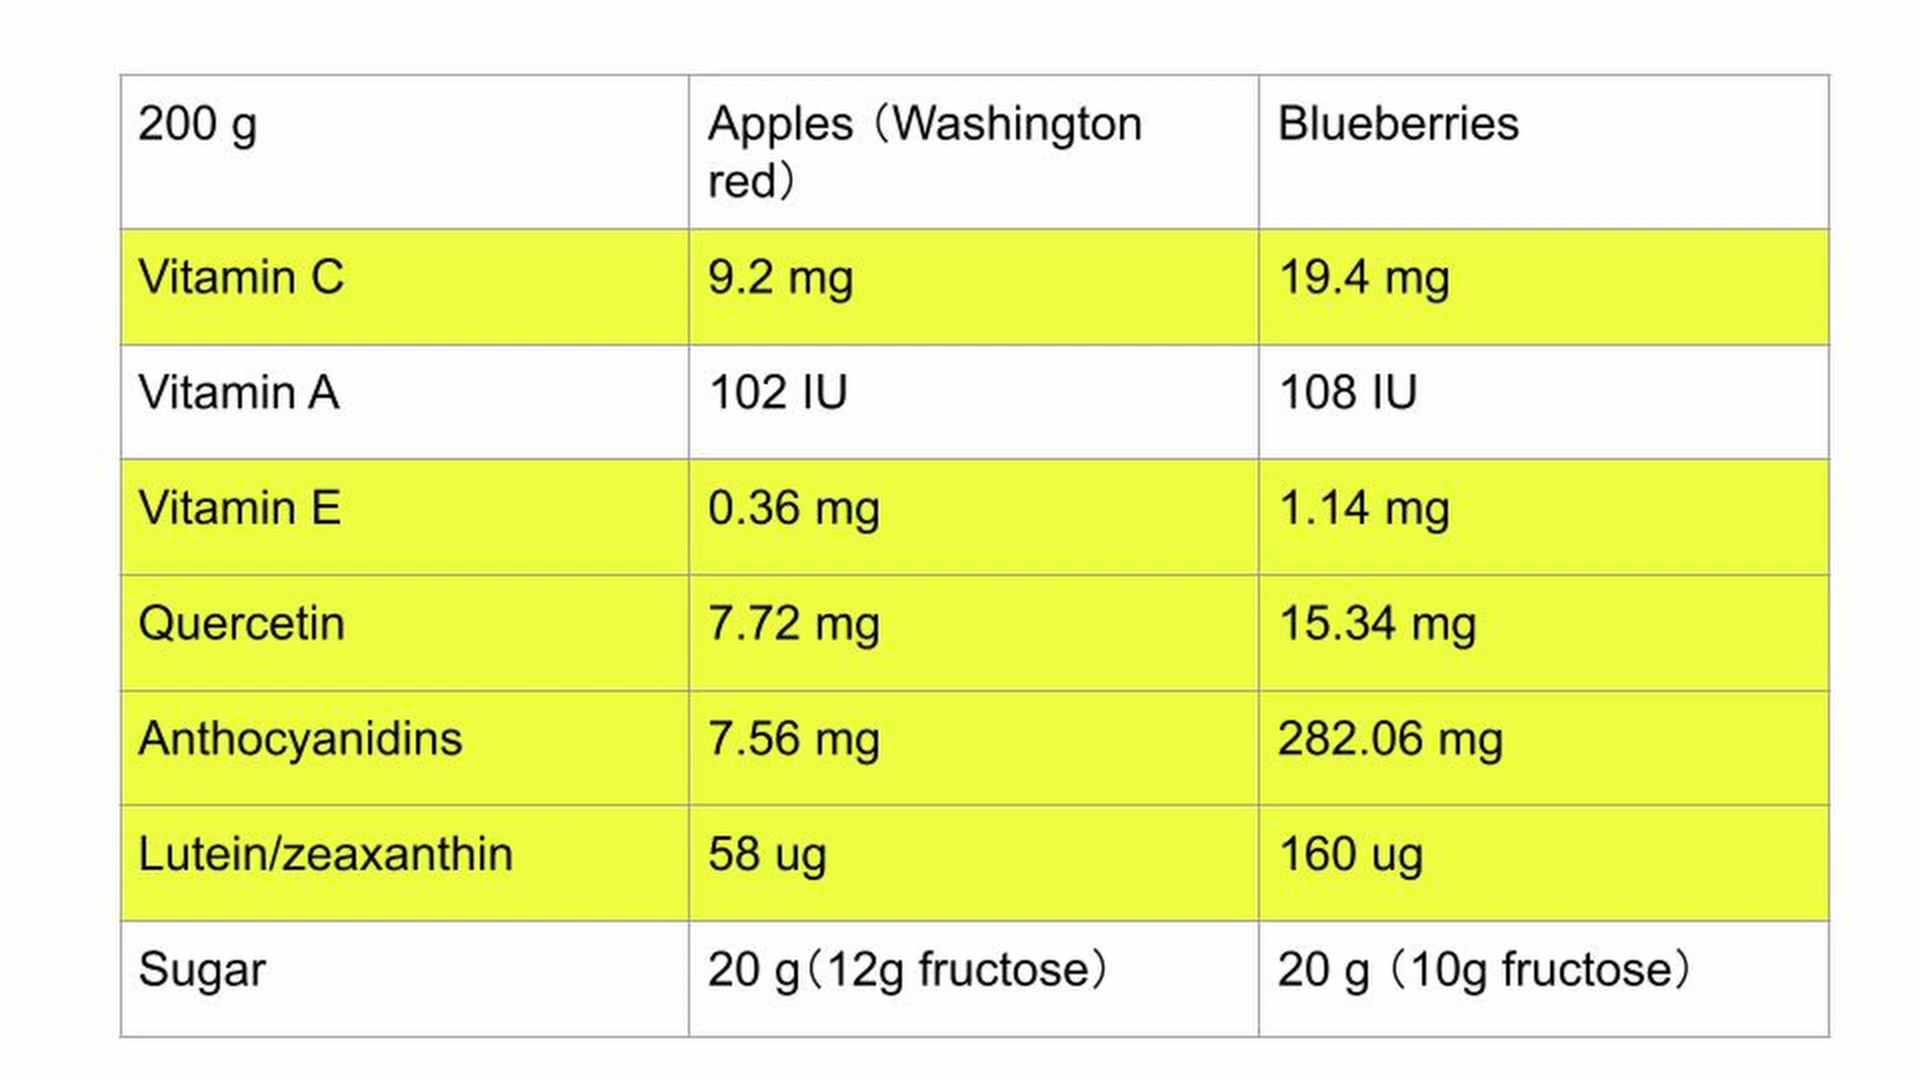 200 g
Apples（Washington
red）
Blueberries
Vitamin C
9.2 mg
19.4 mg
Vitamin A
102 IU
108 IU
Vitamin E
0.36 mg
1.14 mg
Quercetin
7.72 mg
15.34 mg
Anthocyanidins
7.56 mg
282.06 mg
Lutein/zeaxanthin
58 ug
160 ug
Sugar
20 g（12g fructose）
20 g（10g fructose）